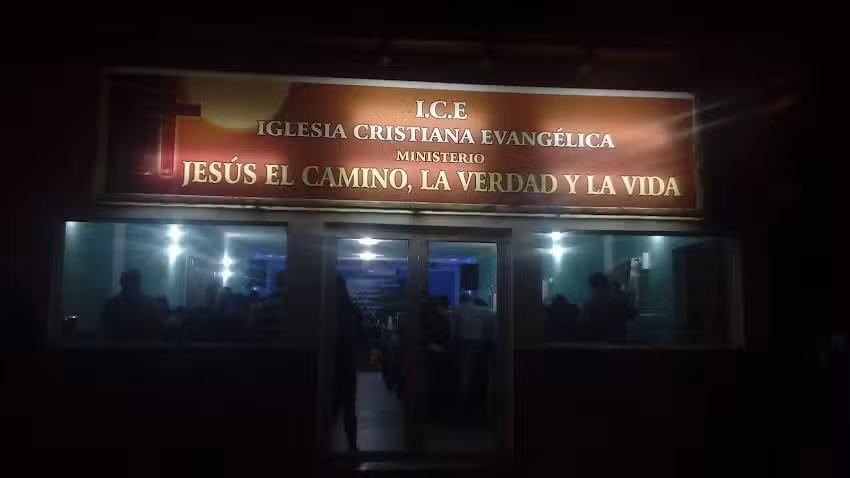 I.C.E
IGLESIA CRISTIANA EVANGÉLICA
MINISTERIO
JESÚS EL CAMINO, LA VERDAD Y LA VIDA